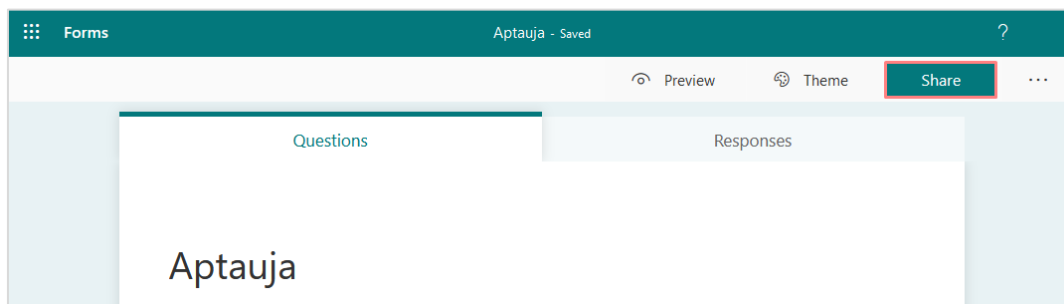 Forms Aptauja - Saved ?
Preview Theme Share ...
Questions Responses
Aptauja